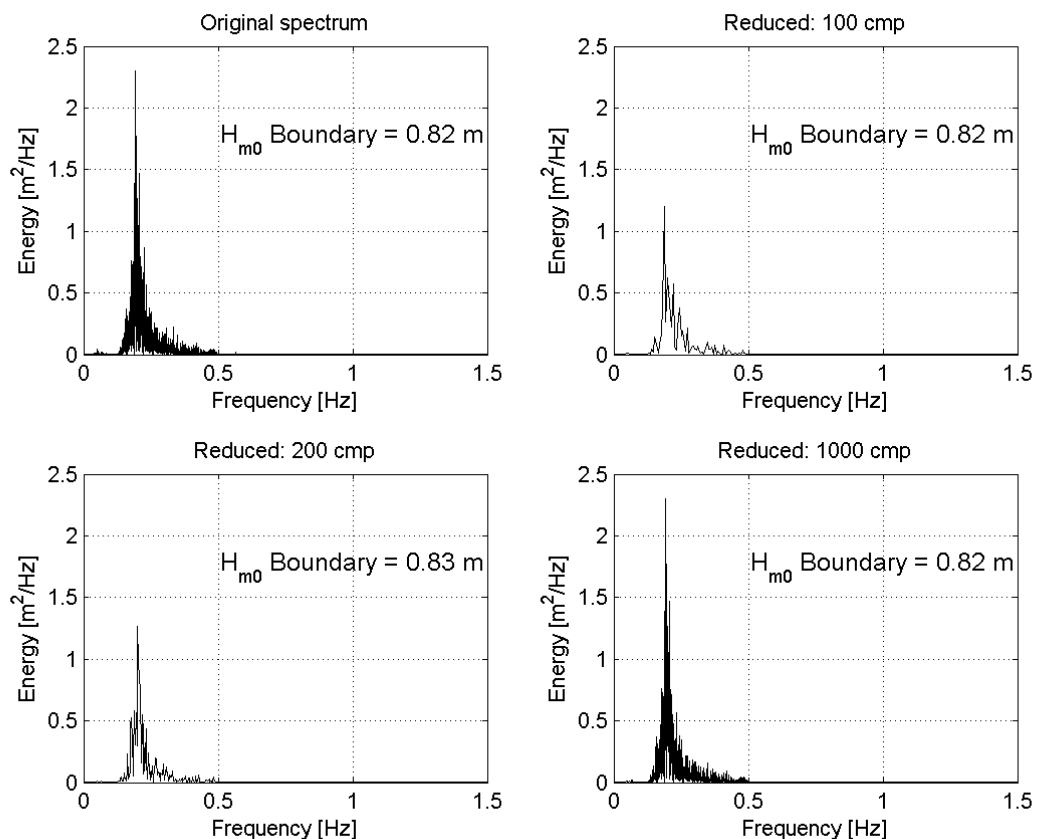 Original spectrum
2.5
2
1.5
1
0.5
0
Energy [m²/Hz]
H_m0 Boundary = 0.82 m
0 0.5 1 1.5
Frequency [Hz]
Reduced: 100 cmp
2.5
2
1.5
1
0.5
0
Energy [m²/Hz]
H_m0 Boundary = 0.82 m
0 0.5 1 1.5
Frequency [Hz]
Reduced: 200 cmp
2.5
2
1.5
1
0.5
0
Energy [m²/Hz]
H_m0 Boundary = 0.83 m
0 0.5 1 1.5
Frequency [Hz]
Reduced: 1000 cmp
2.5
2
1.5
1
0.5
0
Energy [m²/Hz]
H_m0 Boundary = 0.82 m
0 0.5 1 1.5
Frequency [Hz]